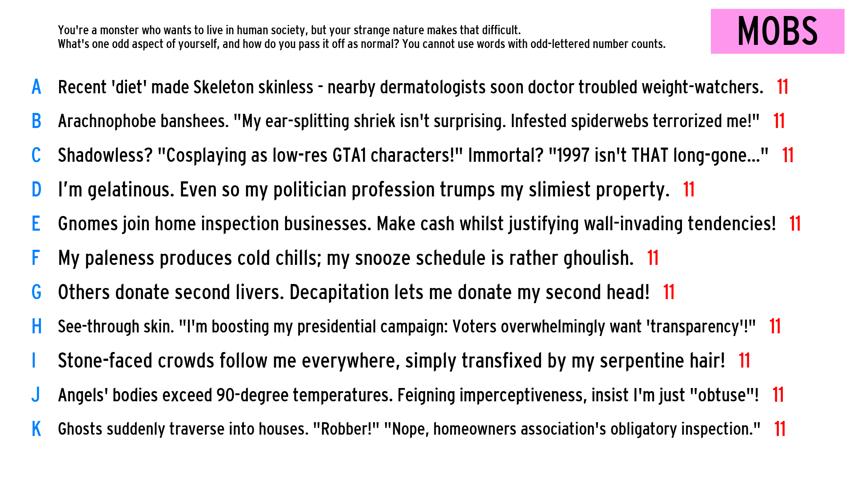 You're a monster who wants to live in human society, but your strange nature makes that difficult.
What's one odd aspect of yourself, and how do you pass it off as normal? You cannot use words with odd-lettered number counts.
MOBS
A Recent 'diet' made Skeleton skinless - nearby dermatologists soon doctor troubled weight-watchers. 11
B Arachnophobe banshees. "My ear-splitting shriek isn't surprising. Infested spiderwebs terrorized me!" 11
C Shadowless? "Cosplaying as low-res GTA1 characters!" Immortal? "1997 isn't THAT long-gone..." 11
D I'm gelatinous. Even so my politician profession trumps my slimiest property. 11
E Gnomes join home inspection businesses. Make cash whilst justifying wall-invading tendencies! 11
F My paleness produces cold chills; my snooze schedule is rather ghoulish. 11
G Others donate second livers. Decapitation lets me donate my second head! 11
H See-through skin. "I'm boosting my presidential campaign: Voters overwhelmingly want 'transparency'!" 11
I Stone-faced crowds follow me everywhere, simply transfixed by my serpentine hair! 11
J Angels' bodies exceed 90-degree temperatures. Feigning imperceptiveness, insist I'm just "obtuse"! 11
K Ghosts suddenly traverse into houses. "Robber!" "Nope, homeowners association's obligatory inspection." 11